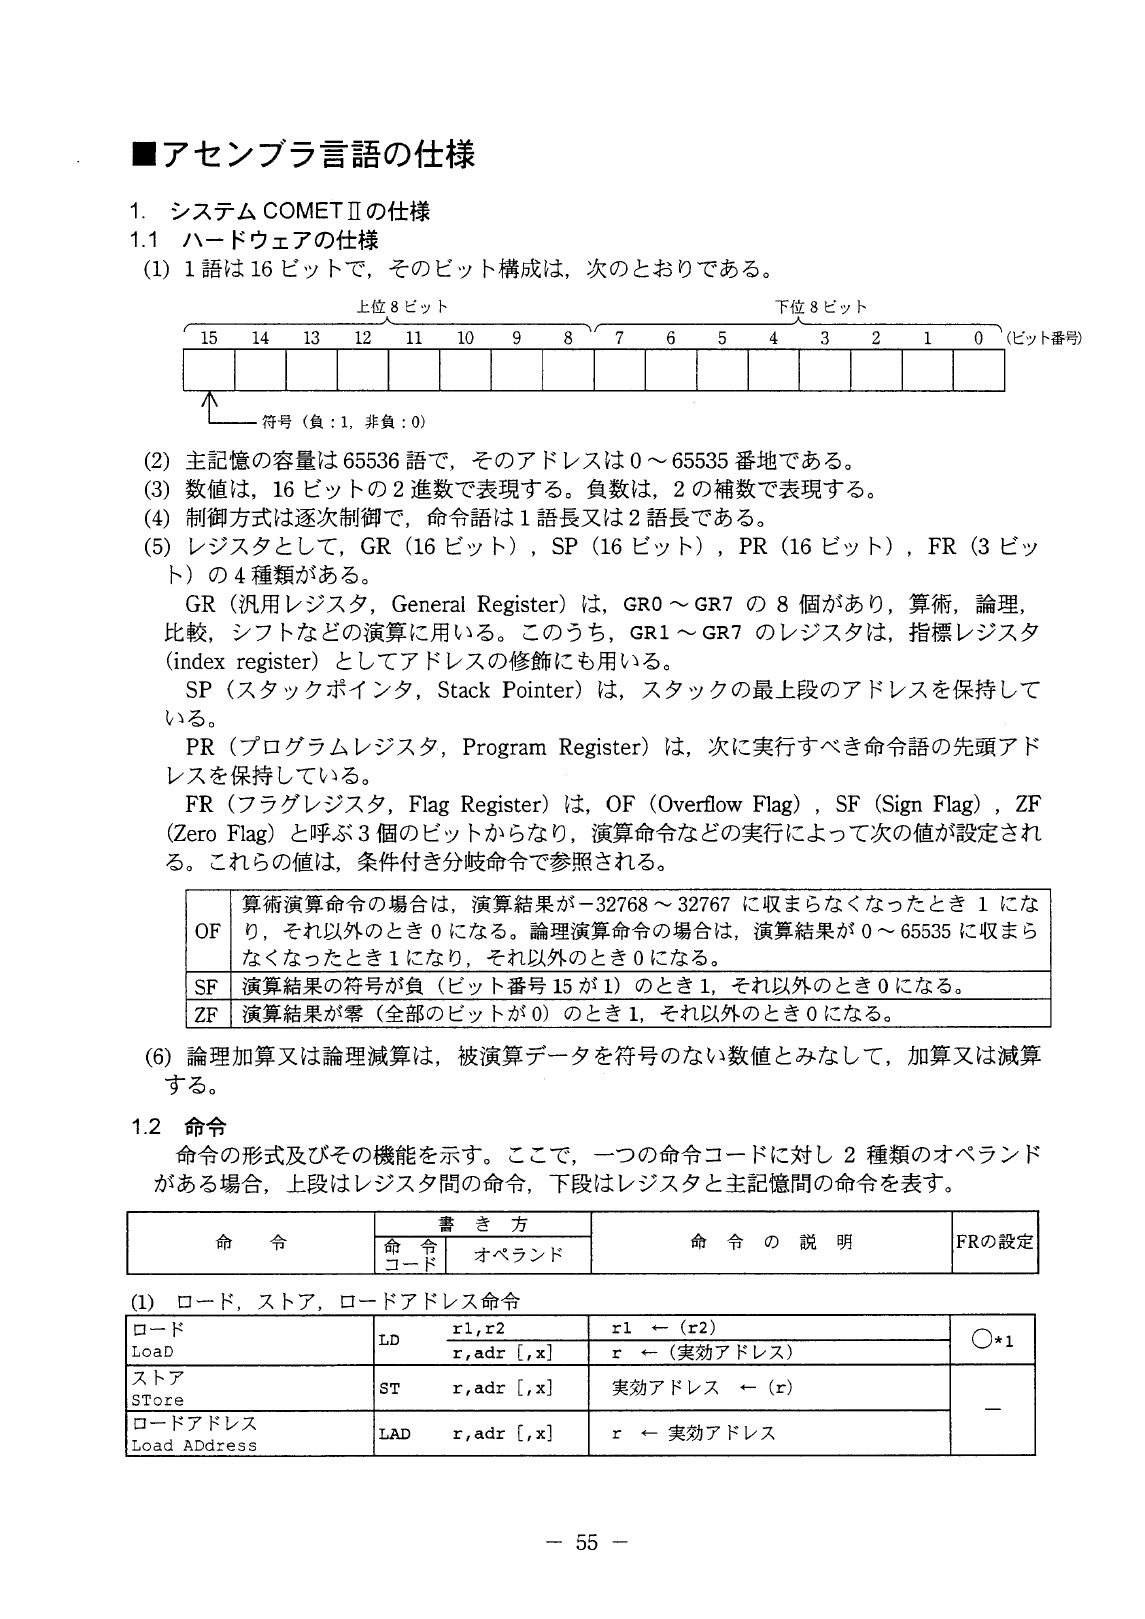 ■アセンブラ言語の仕様
1. システム COMETⅡの仕様
1.1 ハードウェアの仕様
(1) 1語は16ビットで，そのビット構成は，次のとおりである。
上位8ビット 下位8ビット
15 14 13 12 11 10 9 8 7 6 5 4 3 2 1 0 (ビット番号)
符号（負：1，非負：0）
(2) 主記憶の容量は65536語で，そのアドレスは0～65535番地である。
(3) 数値は，16ビットの2進数で表現する。負数は，2の補数で表現する。
(4) 制御方式は逐次制御で，命令語は1語長又は2語長である。
(5) レジスタとして，GR（16ビット），SP（16ビット），PR（16ビット），FR（3ビッ
ト）の4種類がある。
GR（汎用レジスタ，General Register）は，GR0～GR7 の 8 個があり，算術，論理，
比較，シフトなどの演算に用いる。このうち，GR1～GR7 のレジスタは，指標レジスタ
(index register）としてアドレスの修飾にも用いる。
SP（スタックポインタ，Stack Pointer）は，スタックの最上段のアドレスを保持して
いる。
PR（プログラムレジスタ，Program Register）は，次に実行すべき命令語の先頭アド
レスを保持している。
FR（フラグレジスタ，Flag Register）は，OF（Overflow Flag），SF（Sign Flag），ZF
(Zero Flag）と呼ぶ3個のビットからなり，演算命令などの実行によって次の値が設定され
る。これらの値は，条件付き分岐命令で参照される。
算術演算命令の場合は，演算結果が－32768～32767 に収まらなくなったとき 1 にな
OF り，それ以外のとき0になる。論理演算命令の場合は，演算結果が0～65535に収まら
なくなったとき1になり，それ以外のとき0になる。
SF 演算結果の符号が負（ビット番号15が1）のとき1，それ以外のとき0になる。
ZF 演算結果が零（全部のビットが0）のとき1，それ以外のとき0になる。
(6) 論理加算又は論理減算は，被演算データを符号のない数値とみなして，加算又は減算
する。
1.2 命令
命令の形式及びその機能を示す。ここで，一つの命令コードに対し 2 種類のオペランド
がある場合，上段はレジスタ間の命令，下段はレジスタと主記憶間の命令を表す。
書き方
命令 命令 オペランド 命令の説明 FRの設定
コード
(1) ロード，ストア，ロードアドレス命令
ロード LD r1,r2 r1 ← (r2) ○*1
LoaD r,adr [,x] r ← (実効アドレス)
ストア ST r,adr [,x] 実効アドレス ← (r) －
STore
ロードアドレス LAD r,adr [,x] r ← 実効アドレス
Load ADdress
－ 55 －